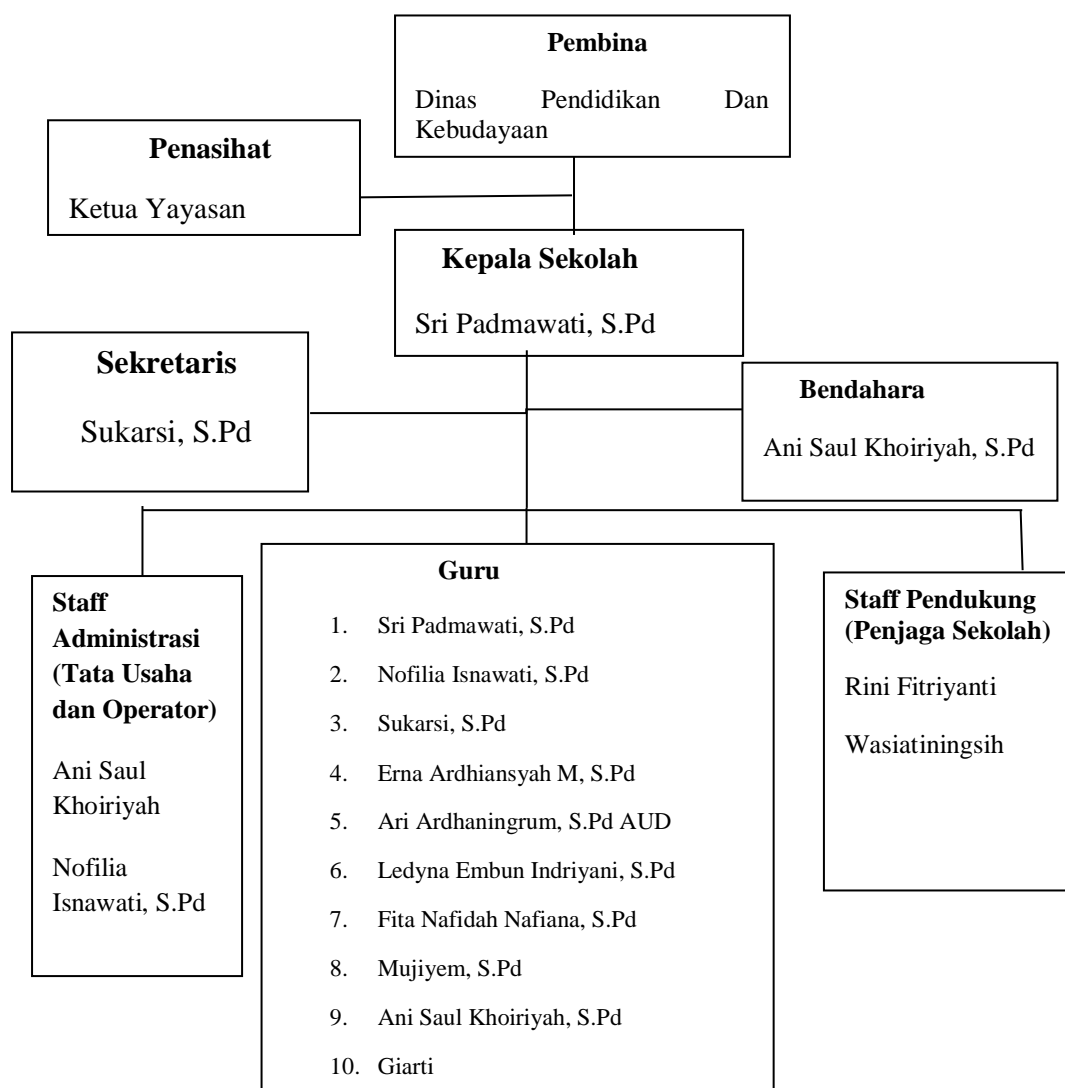 Pembina
Dinas Pendidikan Dan
Kebudayaan
Penasihat
Ketua Yayasan
Kepala Sekolah
Sri Padmawati, S.Pd
Sekretaris
Sukarsi, S.Pd
Bendahara
Ani Saul Khoiriyah, S.Pd
Staff
Administrasi
(Tata Usaha
dan Operator)
Ani Saul
Khoiriyah
Nofilia
Isnawati, S.Pd
Guru
1. Sri Padmawati, S.Pd
2. Nofilia Isnawati, S.Pd
3. Sukarsi, S.Pd
4. Erna Ardhiansyah M, S.Pd
5. Ari Ardhaningrum, S.Pd AUD
6. Ledyna Embun Indriyani, S.Pd
7. Fita Nafidah Nafiana, S.Pd
8. Mujiyem, S.Pd
9. Ani Saul Khoiriyah, S.Pd
10. Giarti
Staff Pendukung
(Penjaga Sekolah)
Rini Fitriyanti
Wasiatiningsih